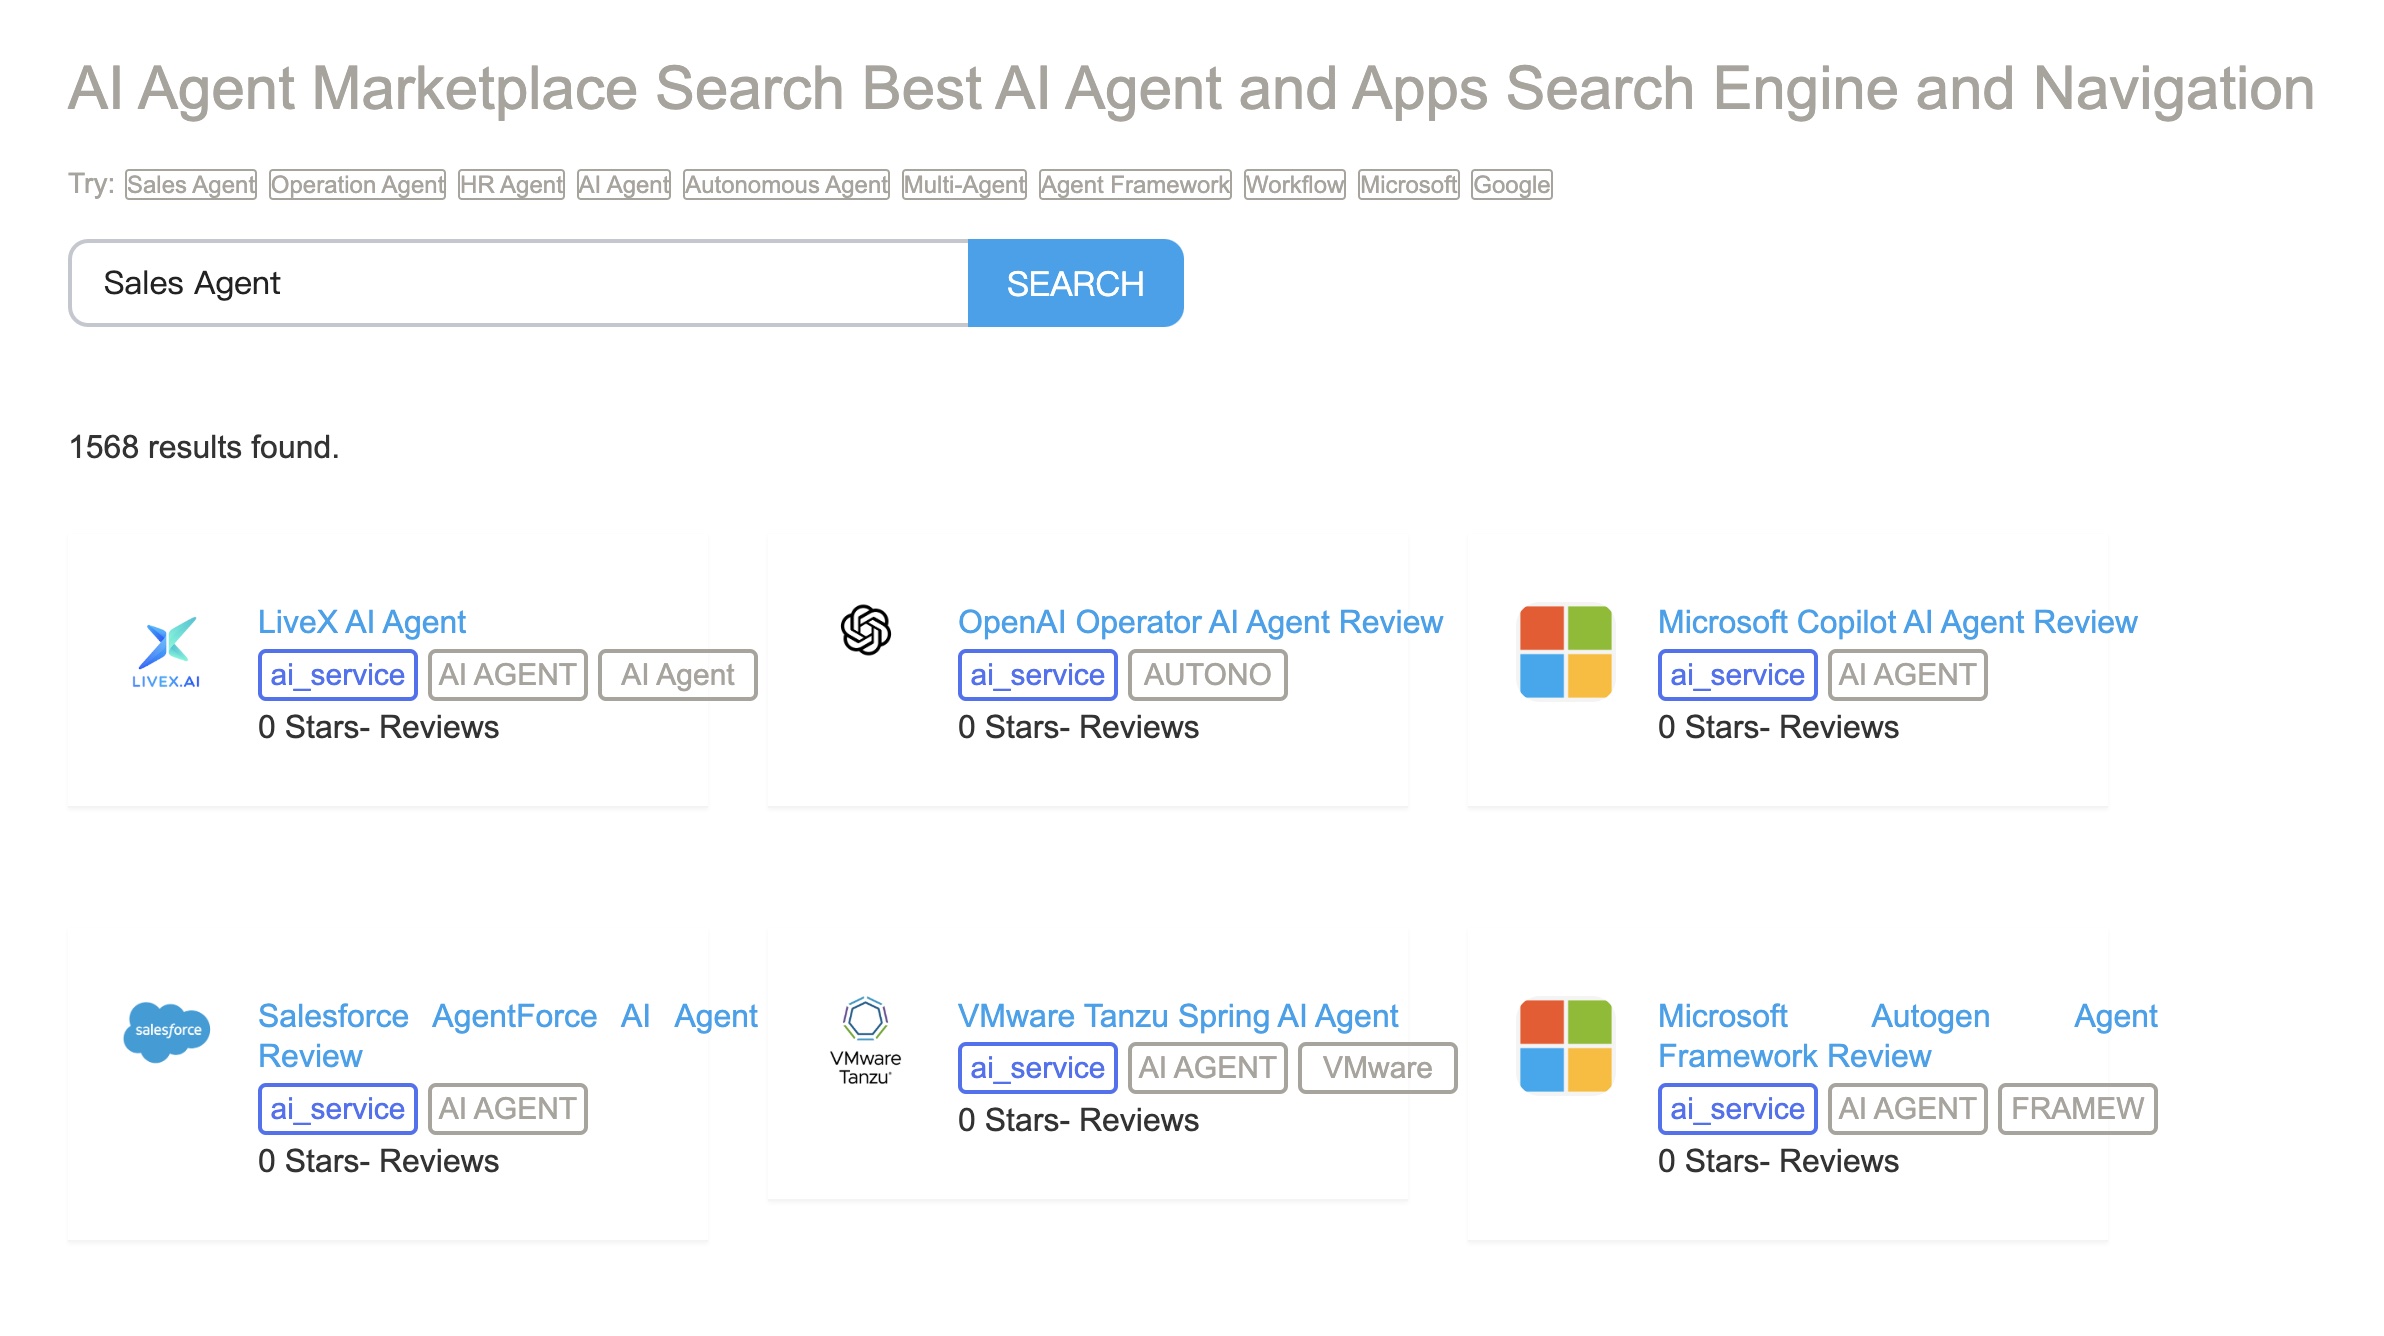 AI Agent Marketplace Search Best AI Agent and Apps Search Engine and Navigation
Try: Sales Agent Operation Agent HR Agent AI Agent Autonomous Agent Multi-Agent Agent Framework Workflow Microsoft Google
Sales Agent SEARCH
1568 results found.
LIVEX.AI
LiveX AI Agent
ai_service AI AGENT AI Agent
0 Stars- Reviews
OpenAI Operator AI Agent Review
ai_service AUTONO
0 Stars- Reviews
Microsoft Copilot AI Agent Review
ai_service AI AGENT
0 Stars- Reviews
salesforce
Salesforce AgentForce AI Agent
Review
ai_service AI AGENT
0 Stars- Reviews
VMware
Tanzu
VMware Tanzu Spring AI Agent
ai_service AI AGENT VMware
0 Stars- Reviews
Microsoft Autogen Agent
Framework Review
ai_service AI AGENT FRAMEW
0 Stars- Reviews